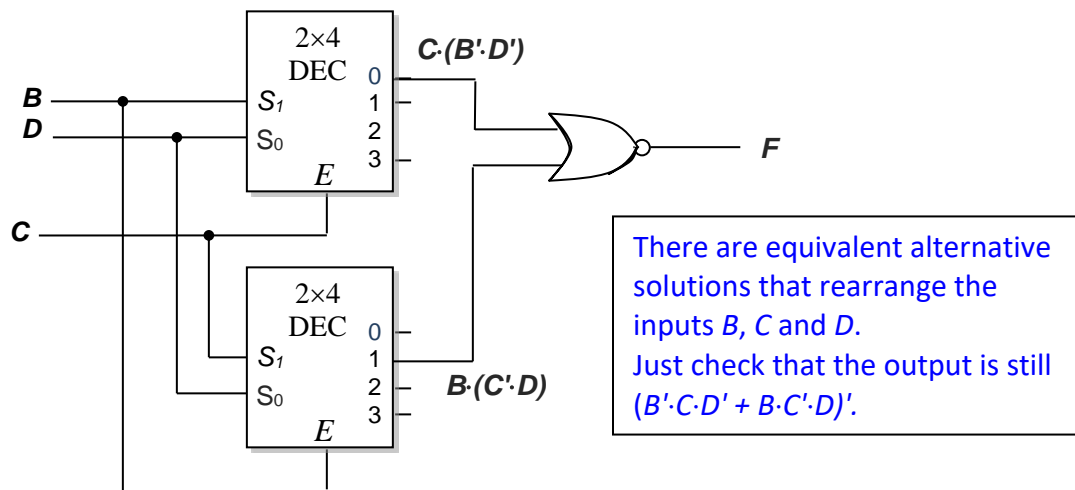 2×4
DEC
C·(B'·D')
0
B
S1
1
D
S0
2
3
E
F
C
There are equivalent alternative
solutions that rearrange the
inputs B, C and D.
Just check that the output is still
(B'·C·D' + B·C'·D)'.
2×4
DEC
0
S1
1
S0
2
B·(C'·D)
3
E